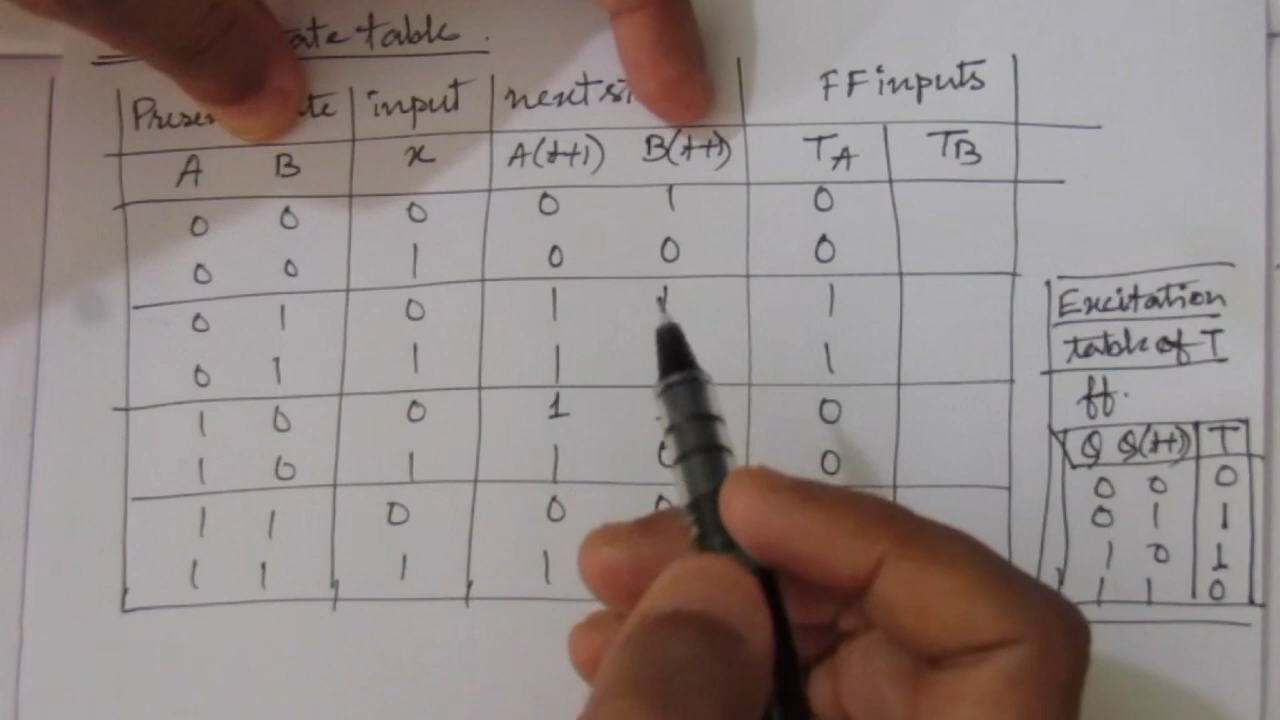 ate table.
Prese te input next st FF inputs
A B x A(t+1) B(t+1) TA TB
0 0 0 0 1 0
0 0 1 0 0 0
0 1 0 1 1 1
0 1 1 1 1
1 0 0 1 0
1 0 1 1 0 0
1 1 0 0 0
1 1 1 1
Excitation
table of T
ff.
Q Q(t+1) T
0 0 0
0 1 1
1 0 1
1 1 0